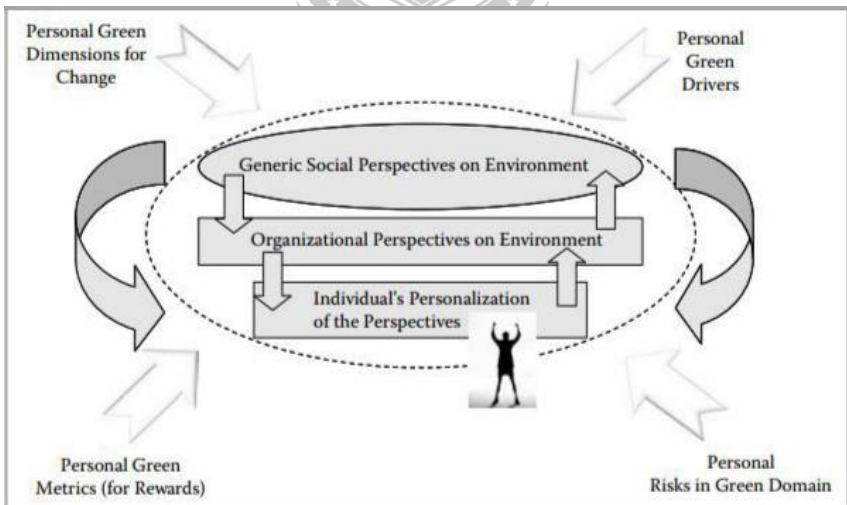 Personal Green
Dimensions for
Change
Personal
Green
Drivers
Generic Social Perspectives on Environment
Organizational Perspectives on Environment
Individual's Personalization
of the Perspectives
Personal Green
Metrics (for Rewards)
Personal
Risks in Green Domain